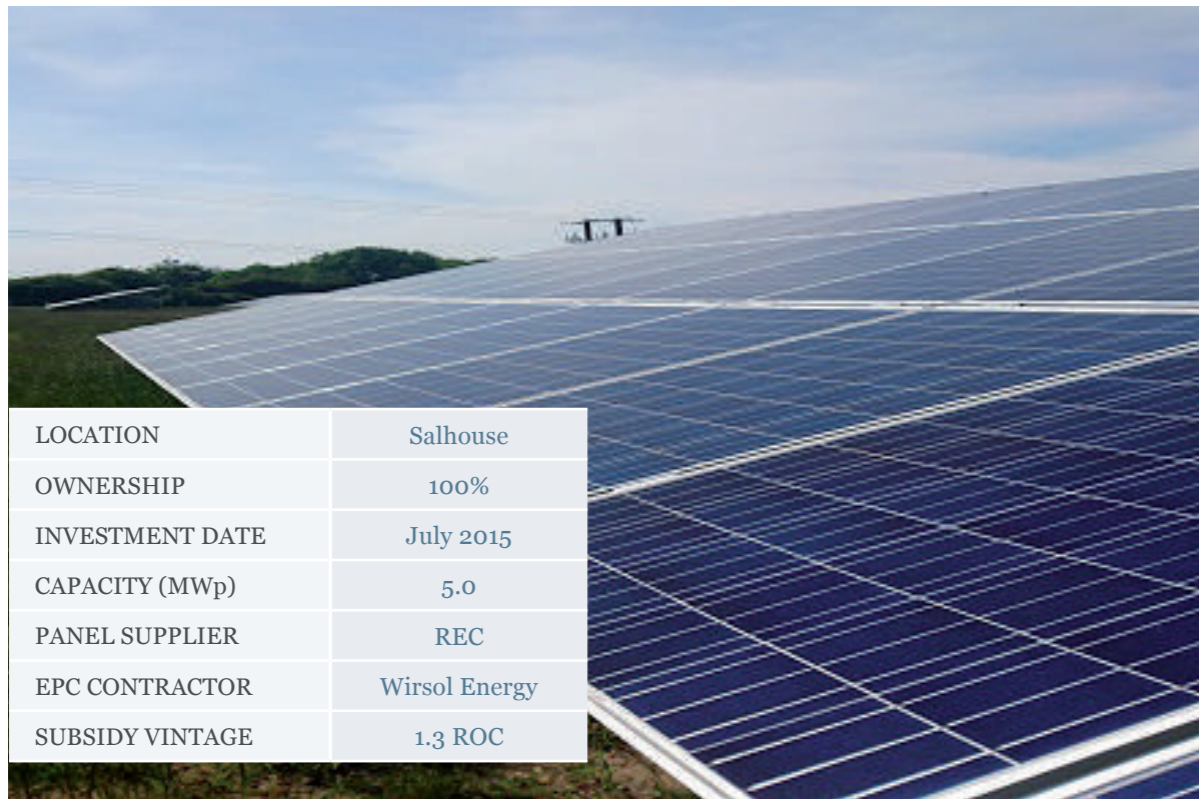 LOCATION Salhouse
OWNERSHIP 100%
INVESTMENT DATE July 2015
CAPACITY (MWp) 5.0
PANEL SUPPLIER REC
EPC CONTRACTOR Wirsol Energy
SUBSIDY VINTAGE 1.3 ROC